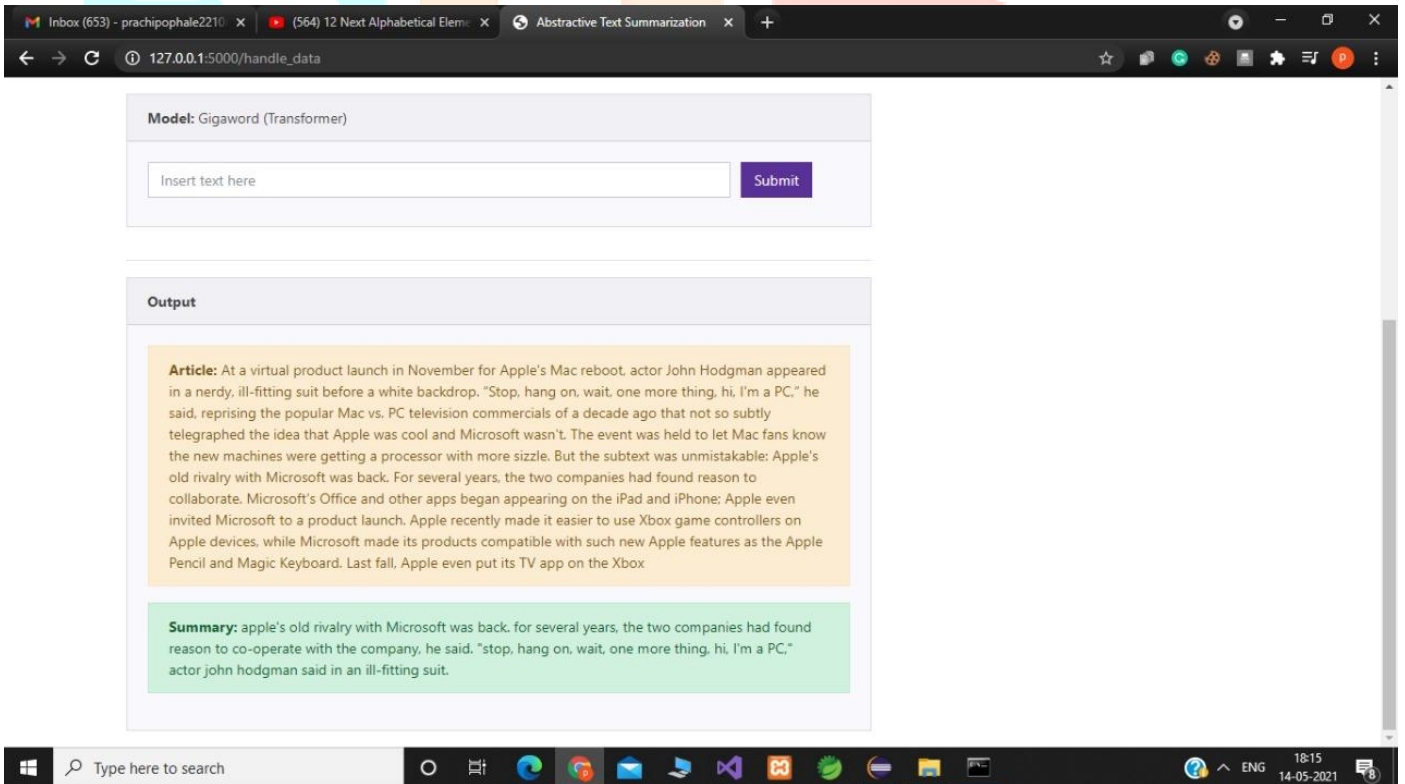 Inbox (653) - prachipophale2210
(564) 12 Next Alphabetical Eleme
Abstractive Text Summarization
127.0.0.1:5000/handle_data
P
Model: Gigaword (Transformer)
Insert text here
Submit
Output
Article: At a virtual product launch in November for Apple's Mac reboot, actor John Hodgman appeared
in a nerdy, ill-fitting suit before a white backdrop. "Stop, hang on, wait, one more thing, hi, I'm a PC," he
said, reprising the popular Mac vs. PC television commercials of a decade ago that not so subtly
telegraphed the idea that Apple was cool and Microsoft wasn't. The event was held to let Mac fans know
the new machines were getting a processor with more sizzle. But the subtext was unmistakable: Apple's
old rivalry with Microsoft was back. For several years, the two companies had found reason to
collaborate. Microsoft's Office and other apps began appearing on the iPad and iPhone; Apple even
invited Microsoft to a product launch. Apple recently made it easier to use Xbox game controllers on
Apple devices, while Microsoft made its products compatible with such new Apple features as the Apple
Pencil and Magic Keyboard. Last fall, Apple even put its TV app on the Xbox
Summary: apple's old rivalry with Microsoft was back. for several years, the two companies had found
reason to co-operate with the company, he said. "stop, hang on, wait, one more thing, hi, I'm a PC,"
actor john hodgman said in an ill-fitting suit.
Type here to search
ENG
18:15
14-05-2021
8